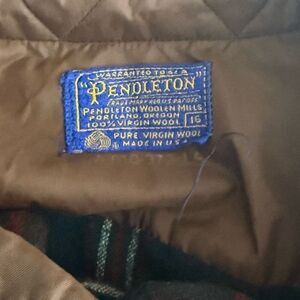 WARRANTED TO BE A
"PENDLETON"
TRADE MARK REG. U.S. PAT. OFF.
PENDLETON WOOLEN MILLS
PORTLAND, OREGON
100% VIRGIN WOOL 16
PURE VIRGIN WOOL
MADE IN U.S.A.